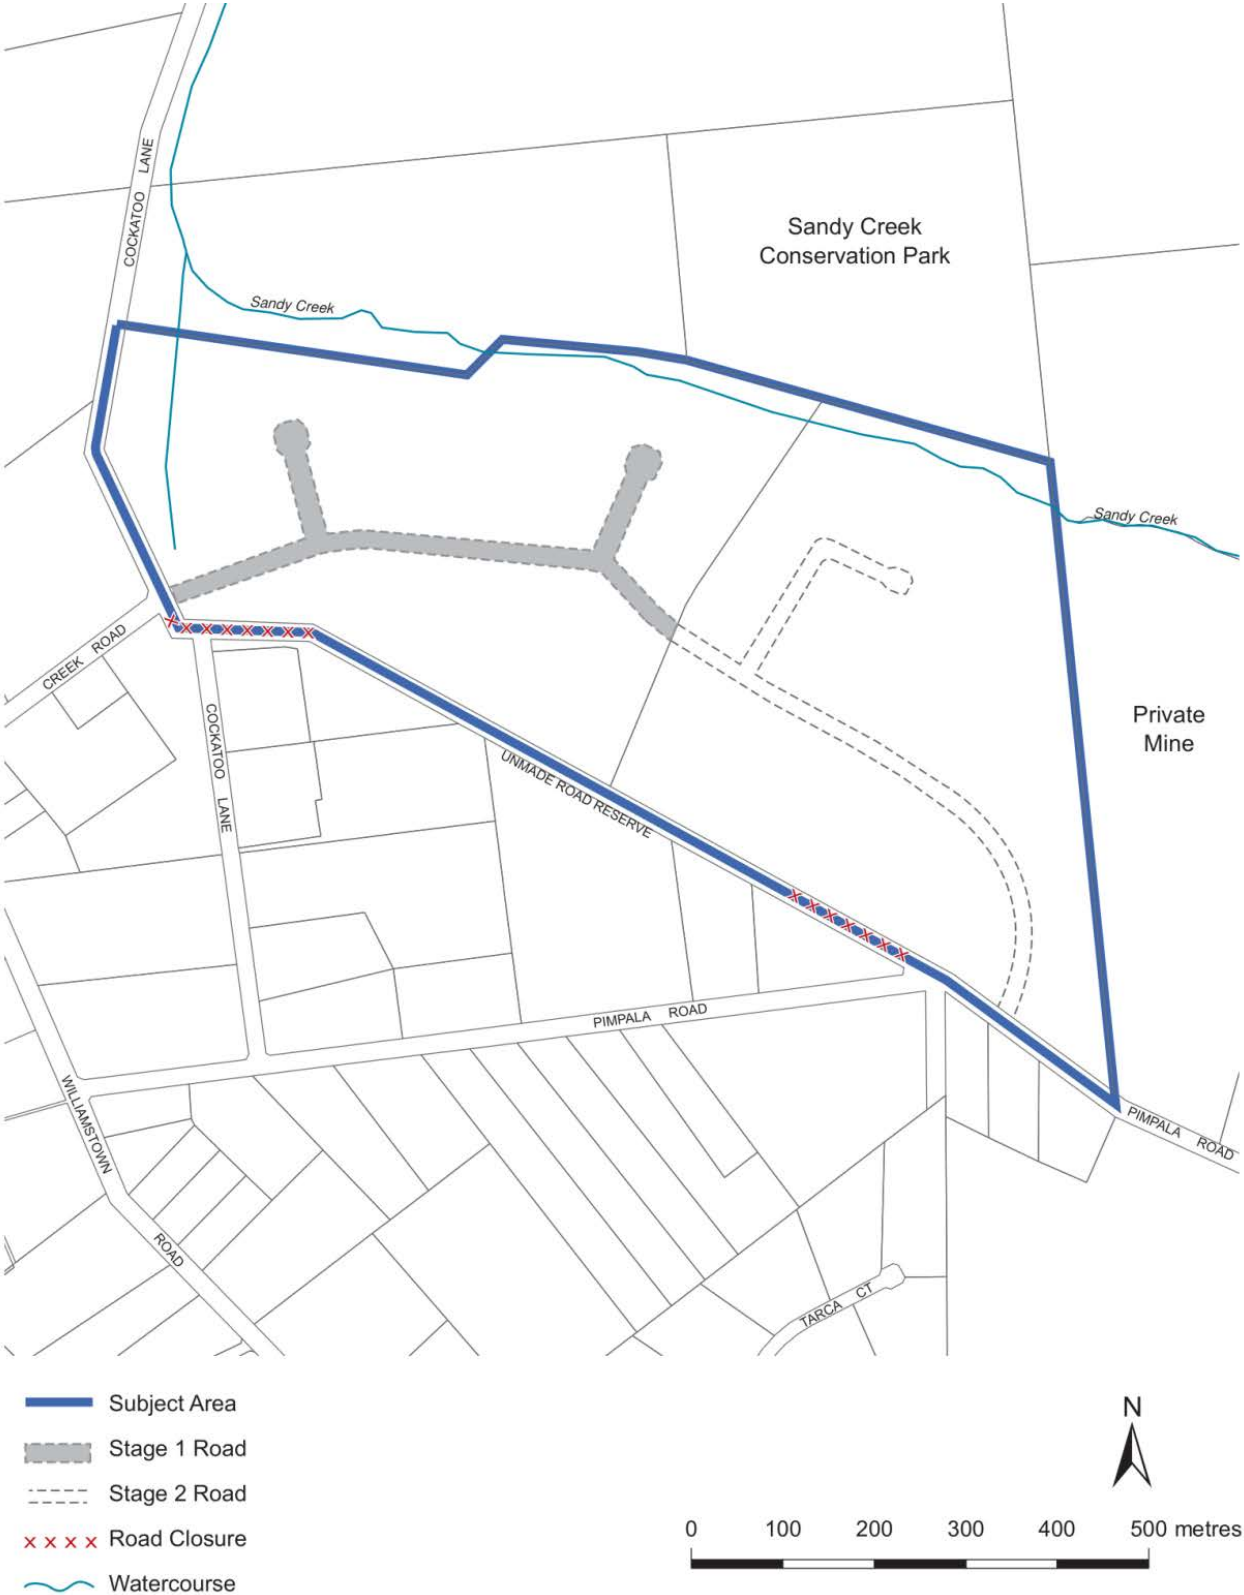 COCKATOO LANE
Sandy Creek
Conservation Park
Sandy Creek
Sandy Creek
CREEK ROAD
COCKATOO LANE
UNMADE ROAD RESERVE
Private
Mine
PIMPALA ROAD
WILLIAMSTOWN
ROAD
PIMPALA ROAD
TARCA CT
Subject Area
Stage 1 Road
Stage 2 Road
Road Closure
Watercourse
N
0 100 200 300 400 500 metres